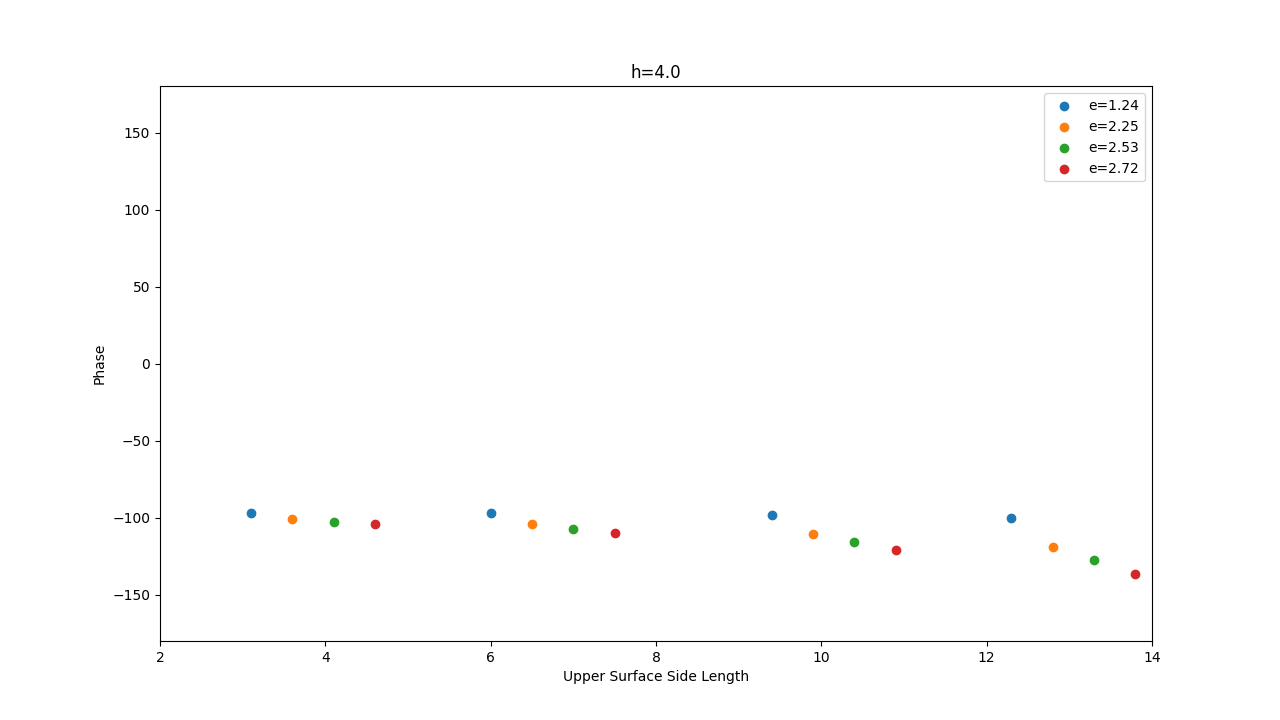 h=4.0
e=1.24
e=2.25
e=2.53
e=2.72
150
100
50
0
−50
−100
−150
Phase
2 4 6 8 10 12 14
Upper Surface Side Length